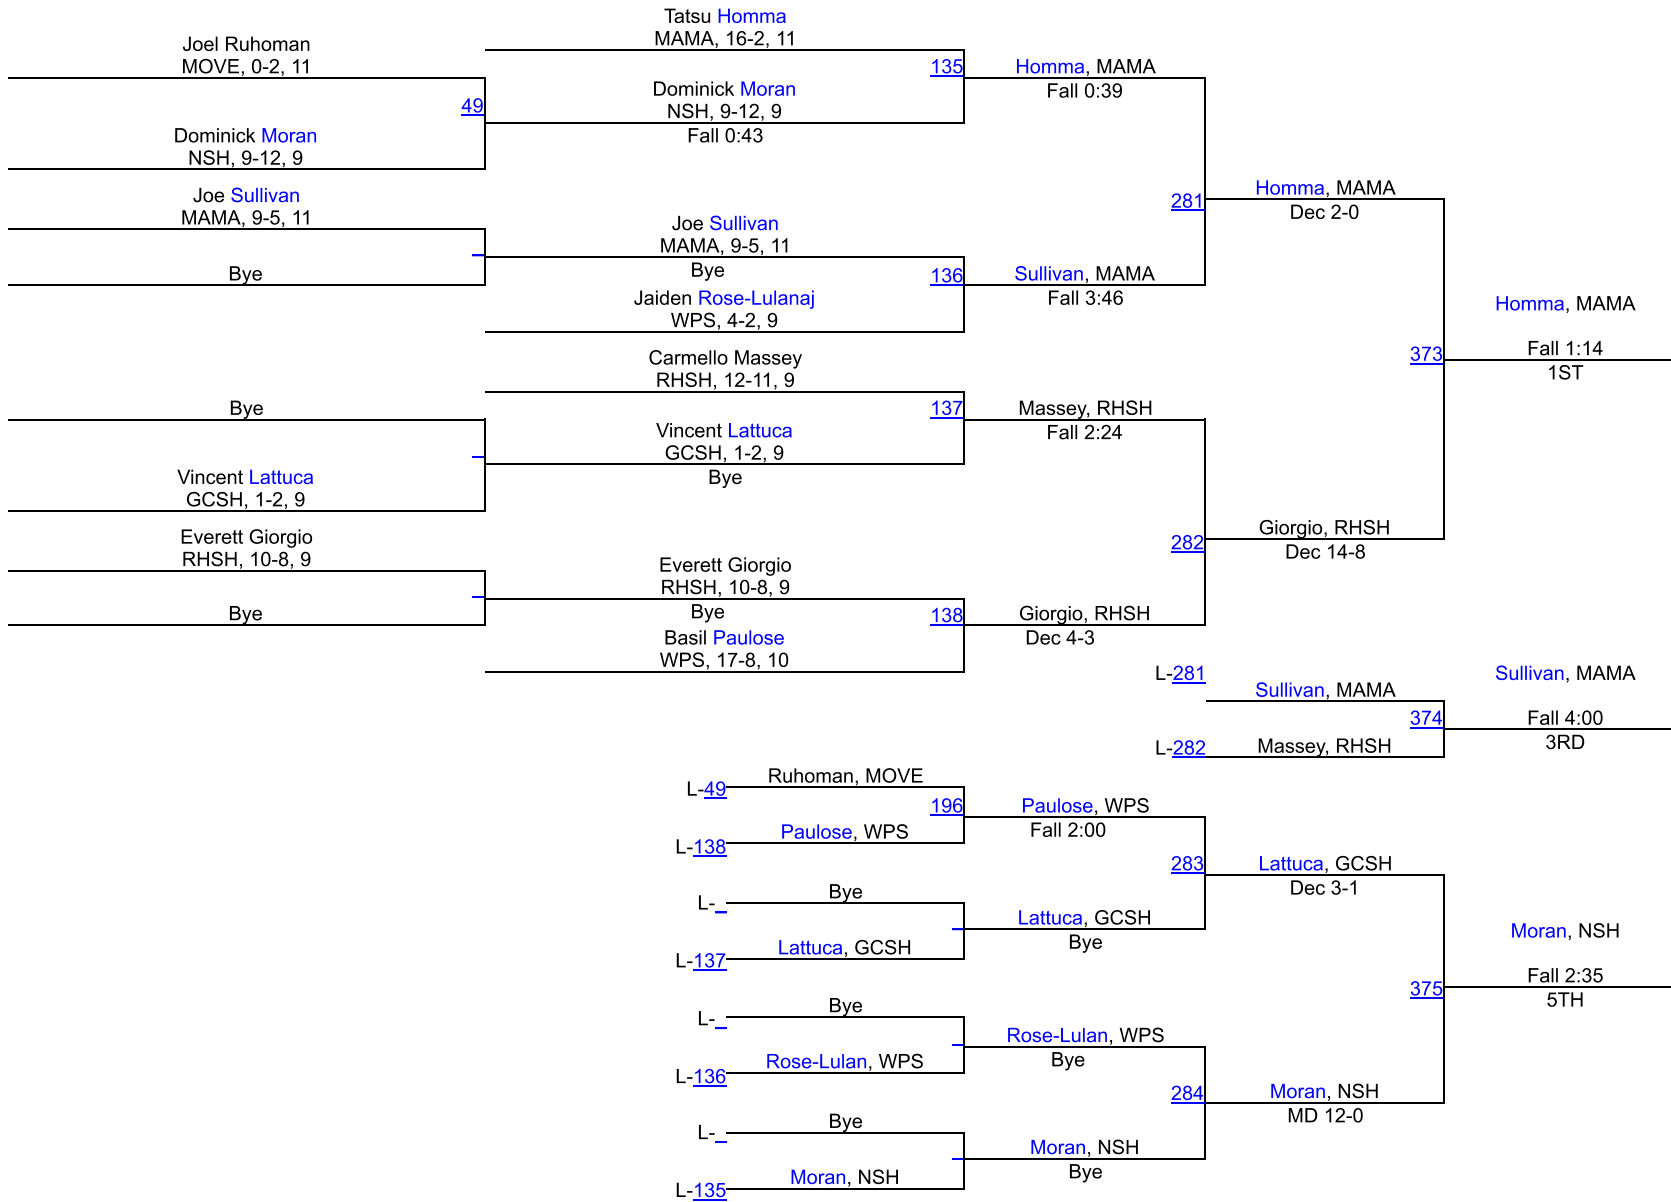 Joel Ruhoman
MOVE, 0-2, 11
49
Dominick Moran
NSH, 9-12, 9
Joe Sullivan
MAMA, 9-5, 11
Bye
Bye
Vincent Lattuca
GCSH, 1-2, 9
Everett Giorgio
RHSH, 10-8, 9
Bye
Tatsu Homma
MAMA, 16-2, 11
135
Dominick Moran
NSH, 9-12, 9
Fall 0:43
Joe Sullivan
MAMA, 9-5, 11
Bye
136
Jaiden Rose-Lulanaj
WPS, 4-2, 9
Carmello Massey
RHSH, 12-11, 9
137
Vincent Lattuca
GCSH, 1-2, 9
Bye
Everett Giorgio
RHSH, 10-8, 9
Bye
138
Basil Paulose
WPS, 17-8, 10
Homma, MAMA
Fall 0:39
281
Sullivan, MAMA
Fall 3:46
Massey, RHSH
Fall 2:24
282
Giorgio, RHSH
Dec 4-3
Homma, MAMA
Dec 2-0
373
Giorgio, RHSH
Dec 14-8
Homma, MAMA
Fall 1:14
1ST
L-281
Sullivan, MAMA
374
L-282
Massey, RHSH
Sullivan, MAMA
Fall 4:00
3RD
L-49
Ruhoman, MOVE
196
L-138
Paulose, WPS
L-_
Bye
L-137
Lattuca, GCSH
L-_
Bye
L-136
Rose-Lulan, WPS
L-_
Bye
L-135
Moran, NSH
Paulose, WPS
Fall 2:00
283
Lattuca, GCSH
Bye
Rose-Lulan, WPS
Bye
284
Moran, NSH
Bye
Lattuca, GCSH
Dec 3-1
375
Moran, NSH
MD 12-0
Moran, NSH
Fall 2:35
5TH